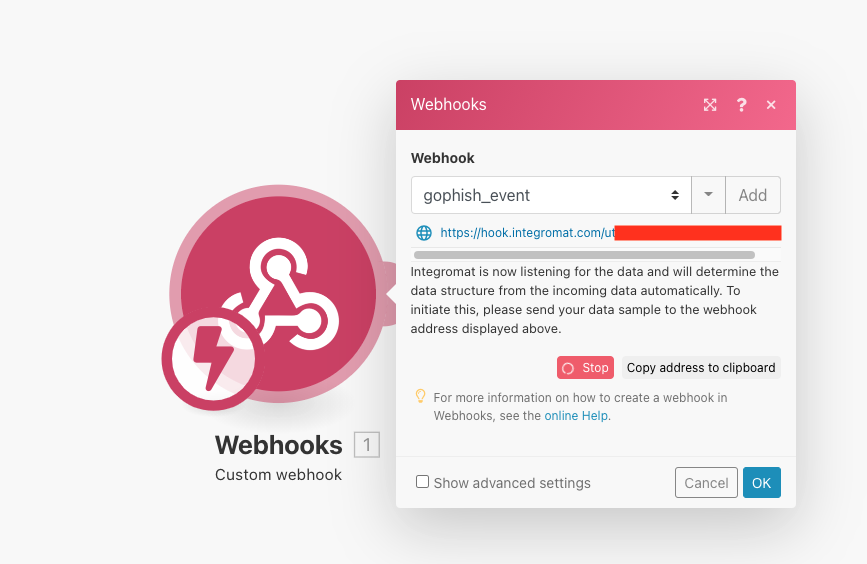 Webhooks
Webhook
gophish_event
Add
https://hook.integromat.com/ut
Integromat is now listening for the data and will determine the
data structure from the incoming data automatically. To
initiate this, please send your data sample to the webhook
address displayed above.
Stop
Copy address to clipboard
For more information on how to create a webhook in
Webhooks, see the online Help.
Show advanced settings
Cancel
OK
Webhooks 1
Custom webhook